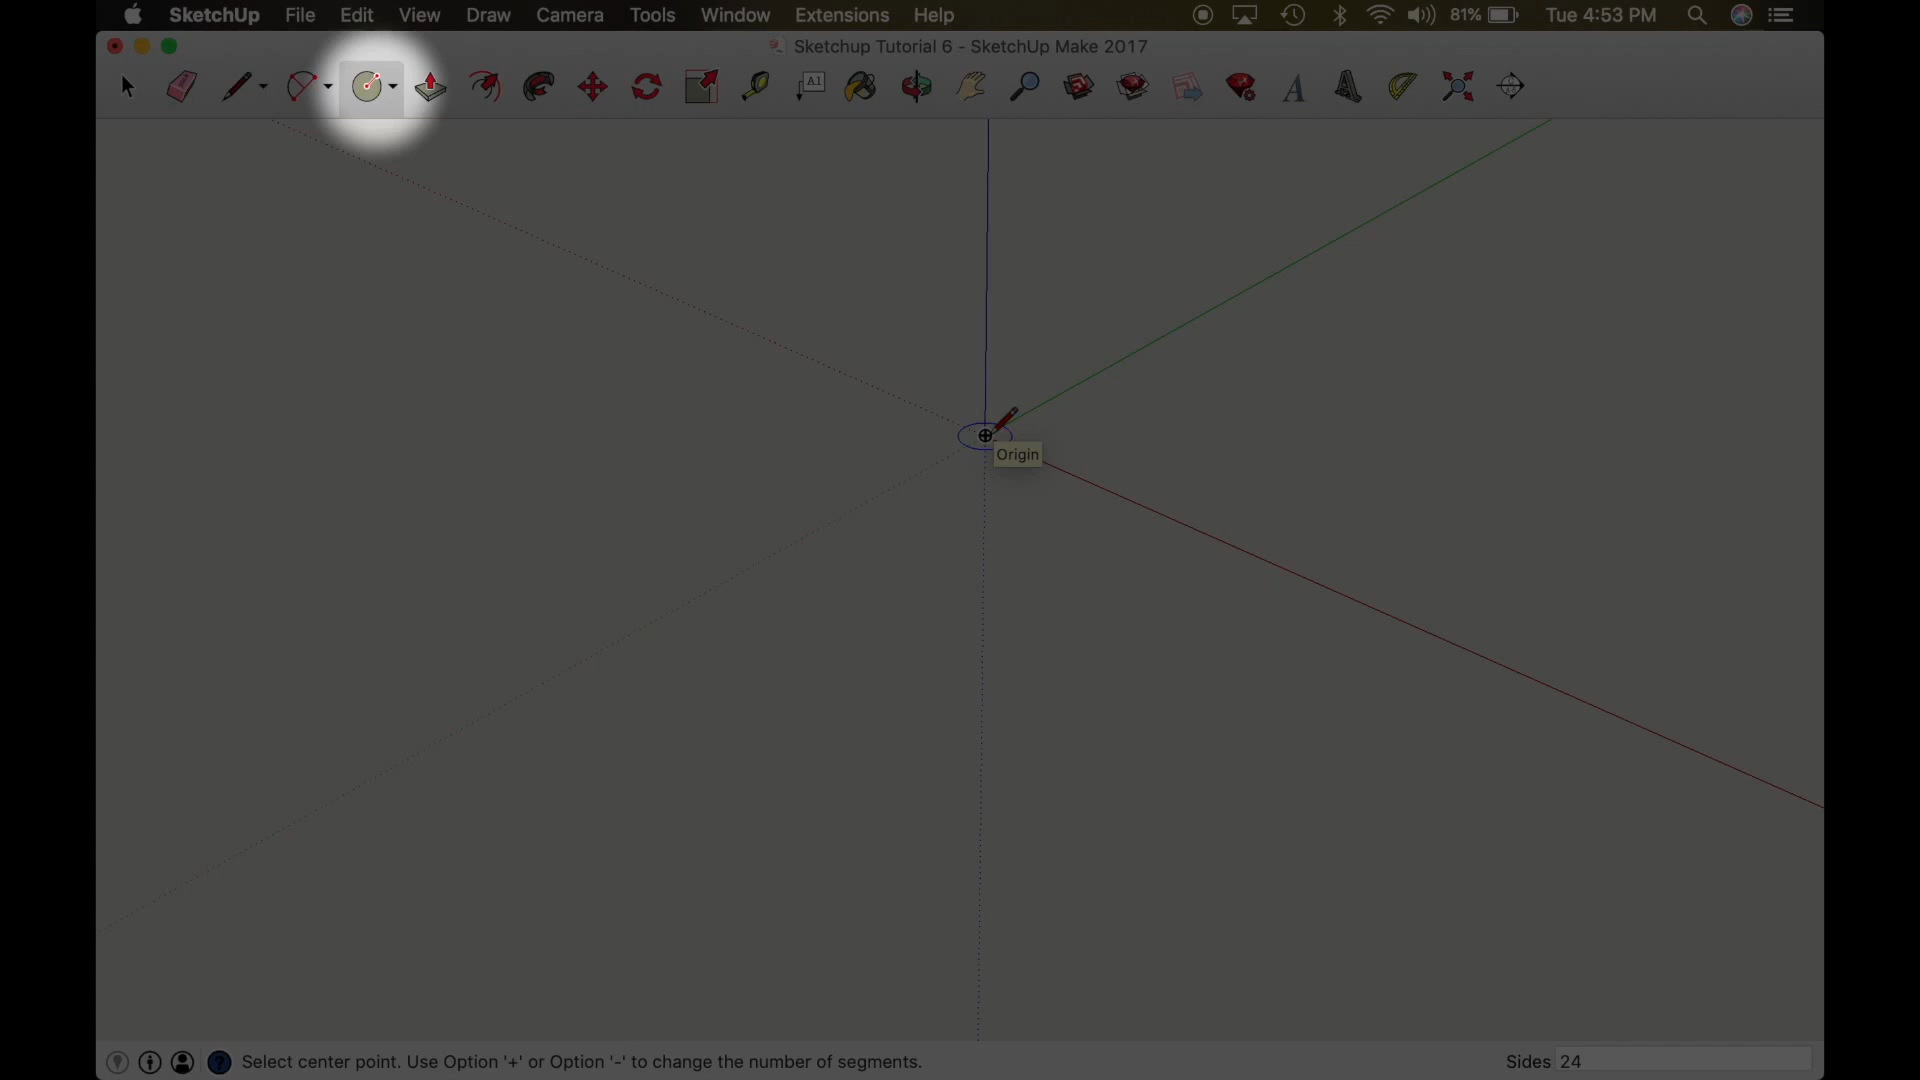 SketchUp File Edit View Draw Camera Tools Window Extensions Help 81% Tue 4:53 PM
Sketchup Tutorial 6 - SketchUp Make 2017
A1
A
Origin
Select center point. Use Option '+' or Option '-' to change the number of segments. Sides 24